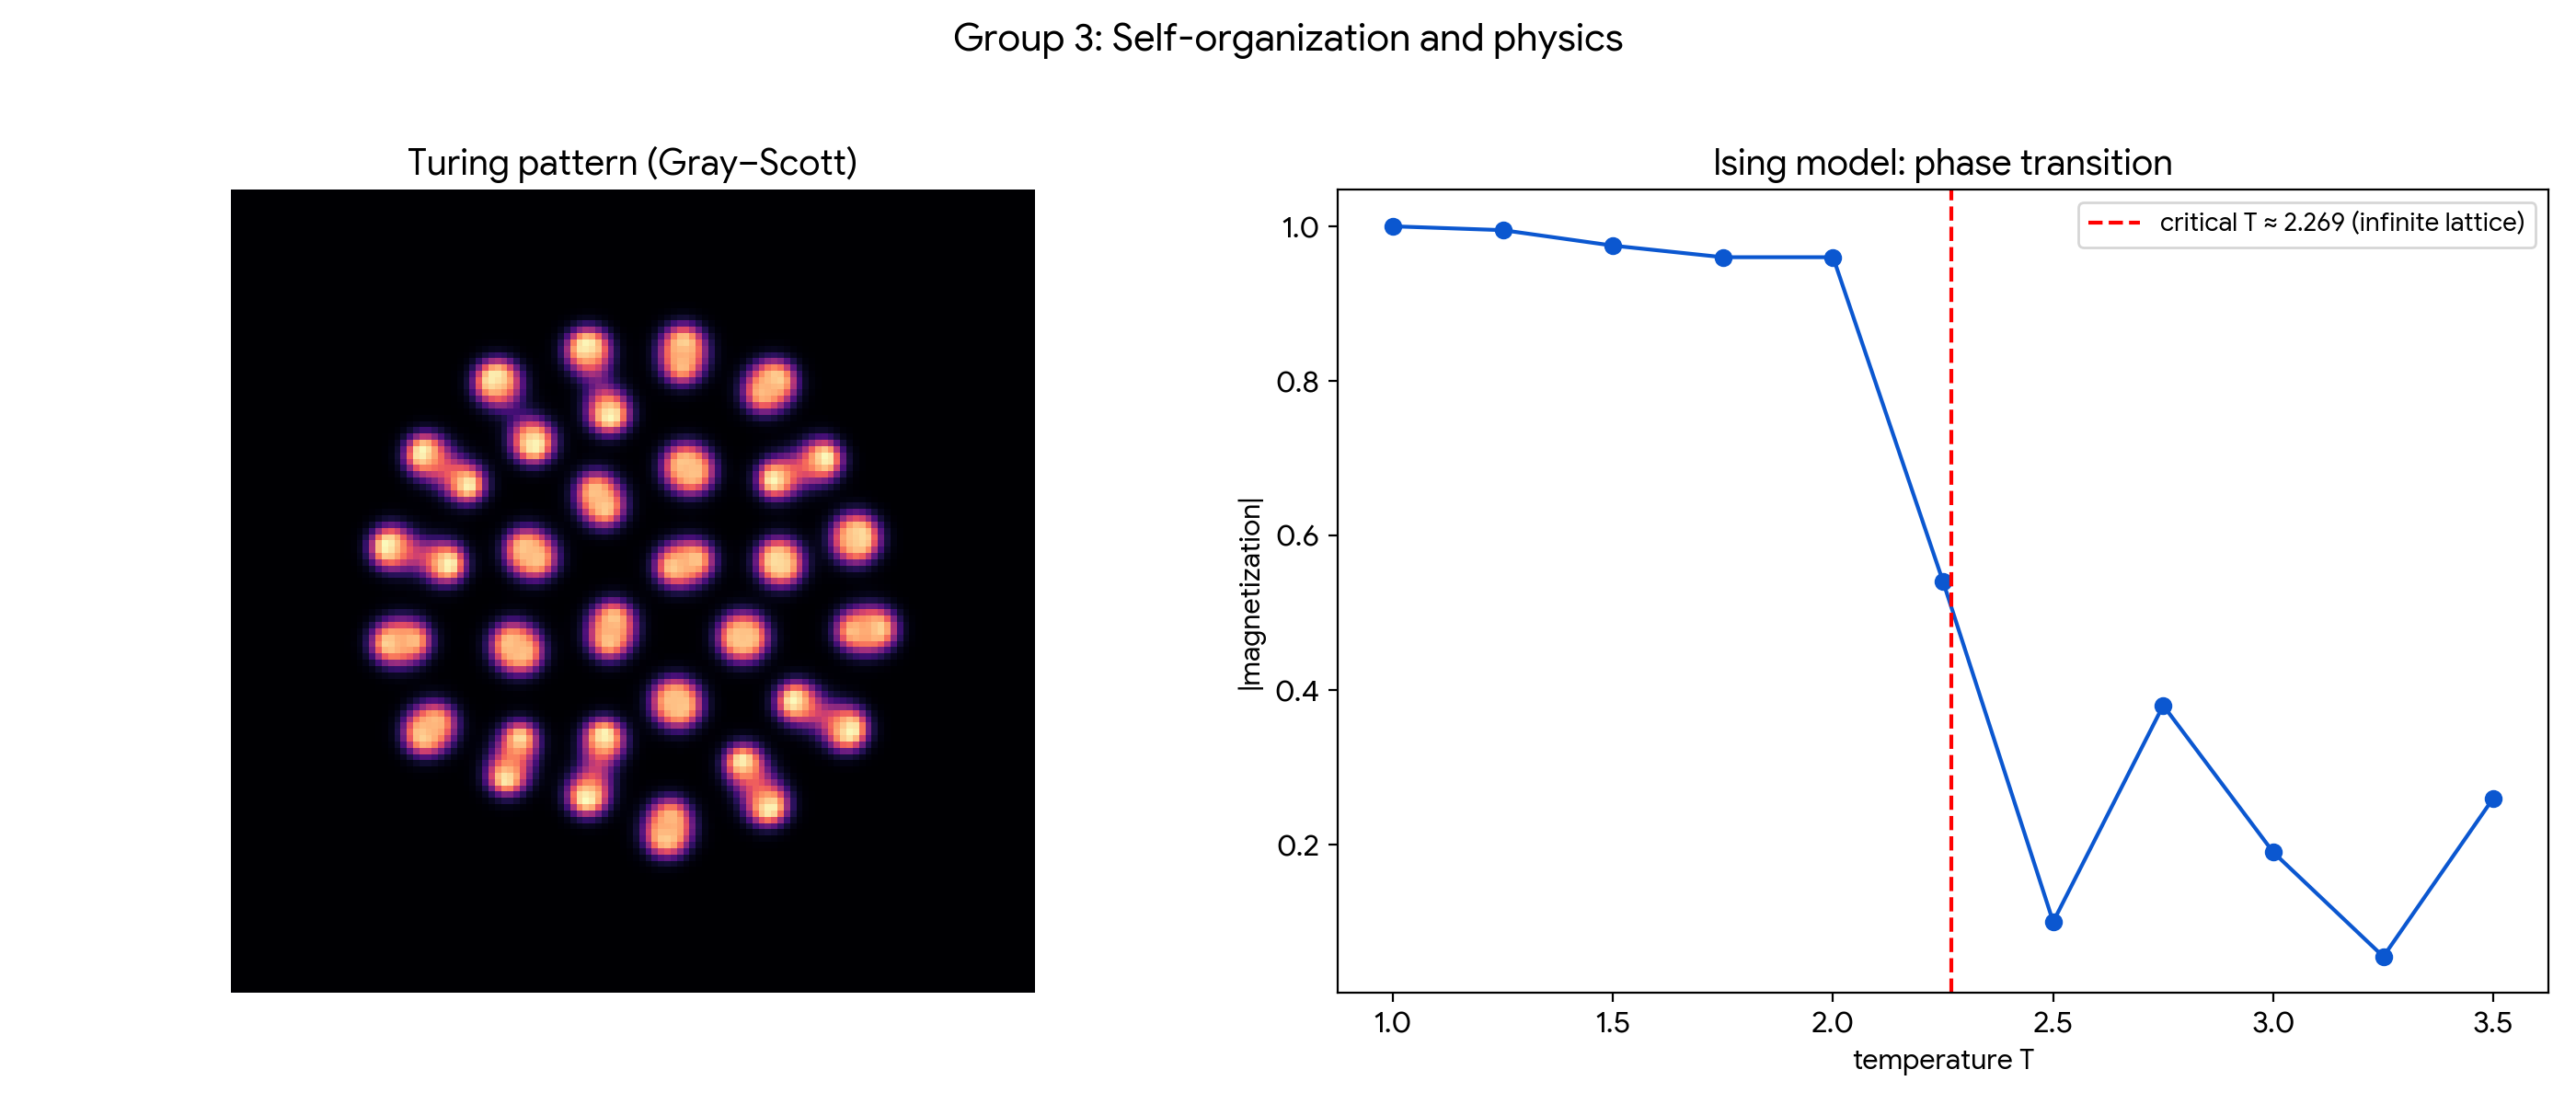 Group 3: Self-organization and physics
Turing pattern (Gray–Scott)
Ising model: phase transition
critical T ≈ 2.269 (infinite lattice)
|magnetization|
1.0
0.8
0.6
0.4
0.2
1.0 1.5 2.0 2.5 3.0 3.5
temperature T